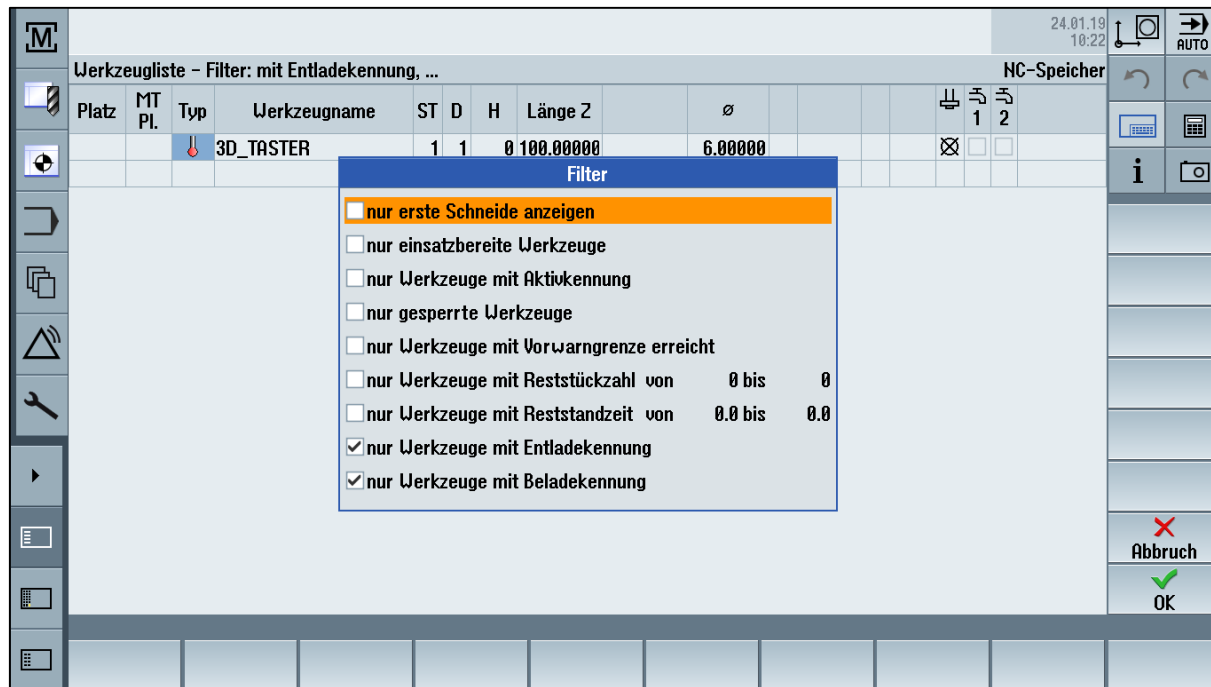 M
24.01.19
10:22
AUTO
Werkzeugliste - Filter: mit Entladekennung, ...
NC-Speicher
Platz MT Pl. Typ Werkzeugname ST D H Länge Z ø 1 2
3D_TASTER 1 1 0 100.00000 6.00000
i
Filter
nur erste Schneide anzeigen
nur einsatzbereite Werkzeuge
nur Werkzeuge mit Aktivkennung
nur gesperrte Werkzeuge
nur Werkzeuge mit Vorwarngrenze erreicht
nur Werkzeuge mit Reststückzahl von 0 bis 0
nur Werkzeuge mit Reststandzeit von 0.0 bis 0.0
nur Werkzeuge mit Entladekennung
nur Werkzeuge mit Beladekennung
Abbruch
OK